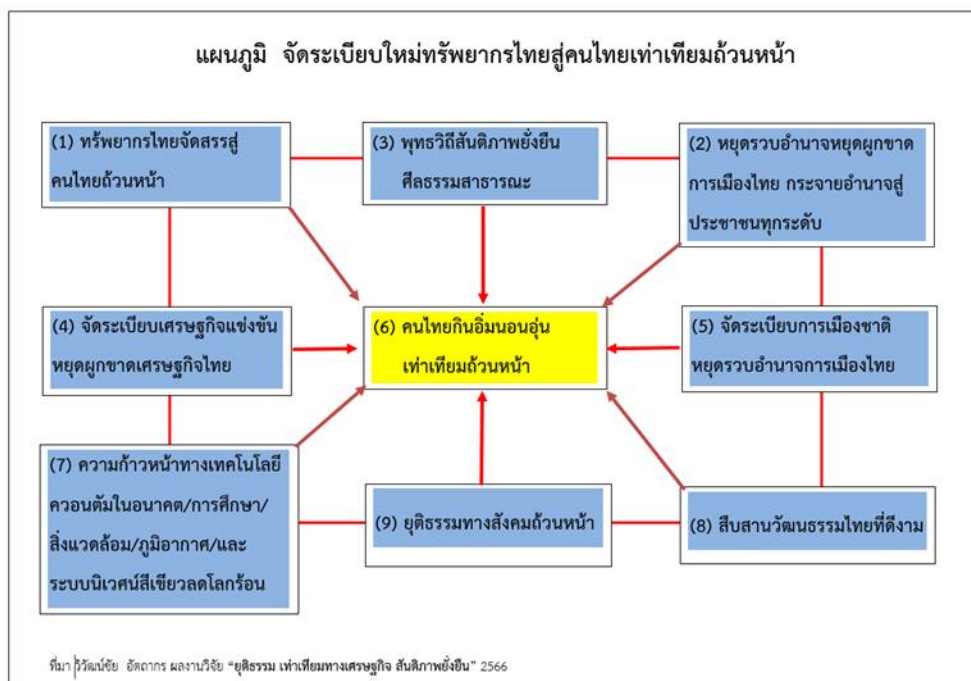 แผนภูมิ จัดระเบียบใหม่ทรัพยากรไทยสู่คนไทยเท่าเทียมถ้วนหน้า
(1) ทรัพยากรไทยจัดสรรสู่
คนไทยถ้วนหน้า
(3) พุทธวิถีสันติภาพยั่งยืน
ศีลธรรมสาธารณะ
(2) หยุดรวบอำนาจหยุดผูกขาด
การเมืองไทย กระจายอำนาจสู่
ประชาชนทุกระดับ
(4) จัดระเบียบเศรษฐกิจแข่งขัน
หยุดผูกขาดเศรษฐกิจไทย
(6) คนไทยกินอิ่มนอนอุ่น
เท่าเทียมถ้วนหน้า
(5) จัดระเบียบการเมืองชาติ
หยุดรวบอำนาจการเมืองไทย
(7) ความก้าวหน้าทางเทคโนโลยี
ควอนตัมในอนาคต/การศึกษา/
สิ่งแวดล้อม/ภูมิอากาศ/และ
ระบบนิเวศน์สีเขียวลดโลกร้อน
(9) ยุติธรรมทางสังคมถ้วนหน้า
(8) สืบสานวัฒนธรรมไทยที่ดีงาม
ที่มา วิวัฒน์ชัย อัตถากร ผลงานวิจัย "ยุติธรรม เท่าเทียมทางเศรษฐกิจ สันติภาพยั่งยืน" 2566